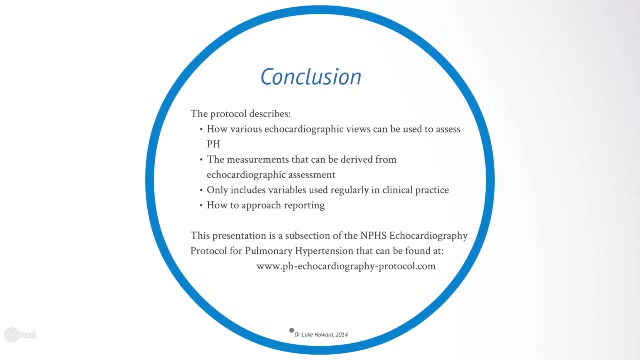 Conclusion
The protocol describes:
• How various echocardiographic views can be used to assess
PH
• The measurements that can be derived from
echocardiographic assessment
• Only includes variables used regularly in clinical practice
• How to approach reporting
This presentation is a subsection of the NPHS Echocardiography
Protocol for Pulmonary Hypertension that can be found at:
www.ph-echocardiography-protocol.com
Dr Luke Howard, 2014